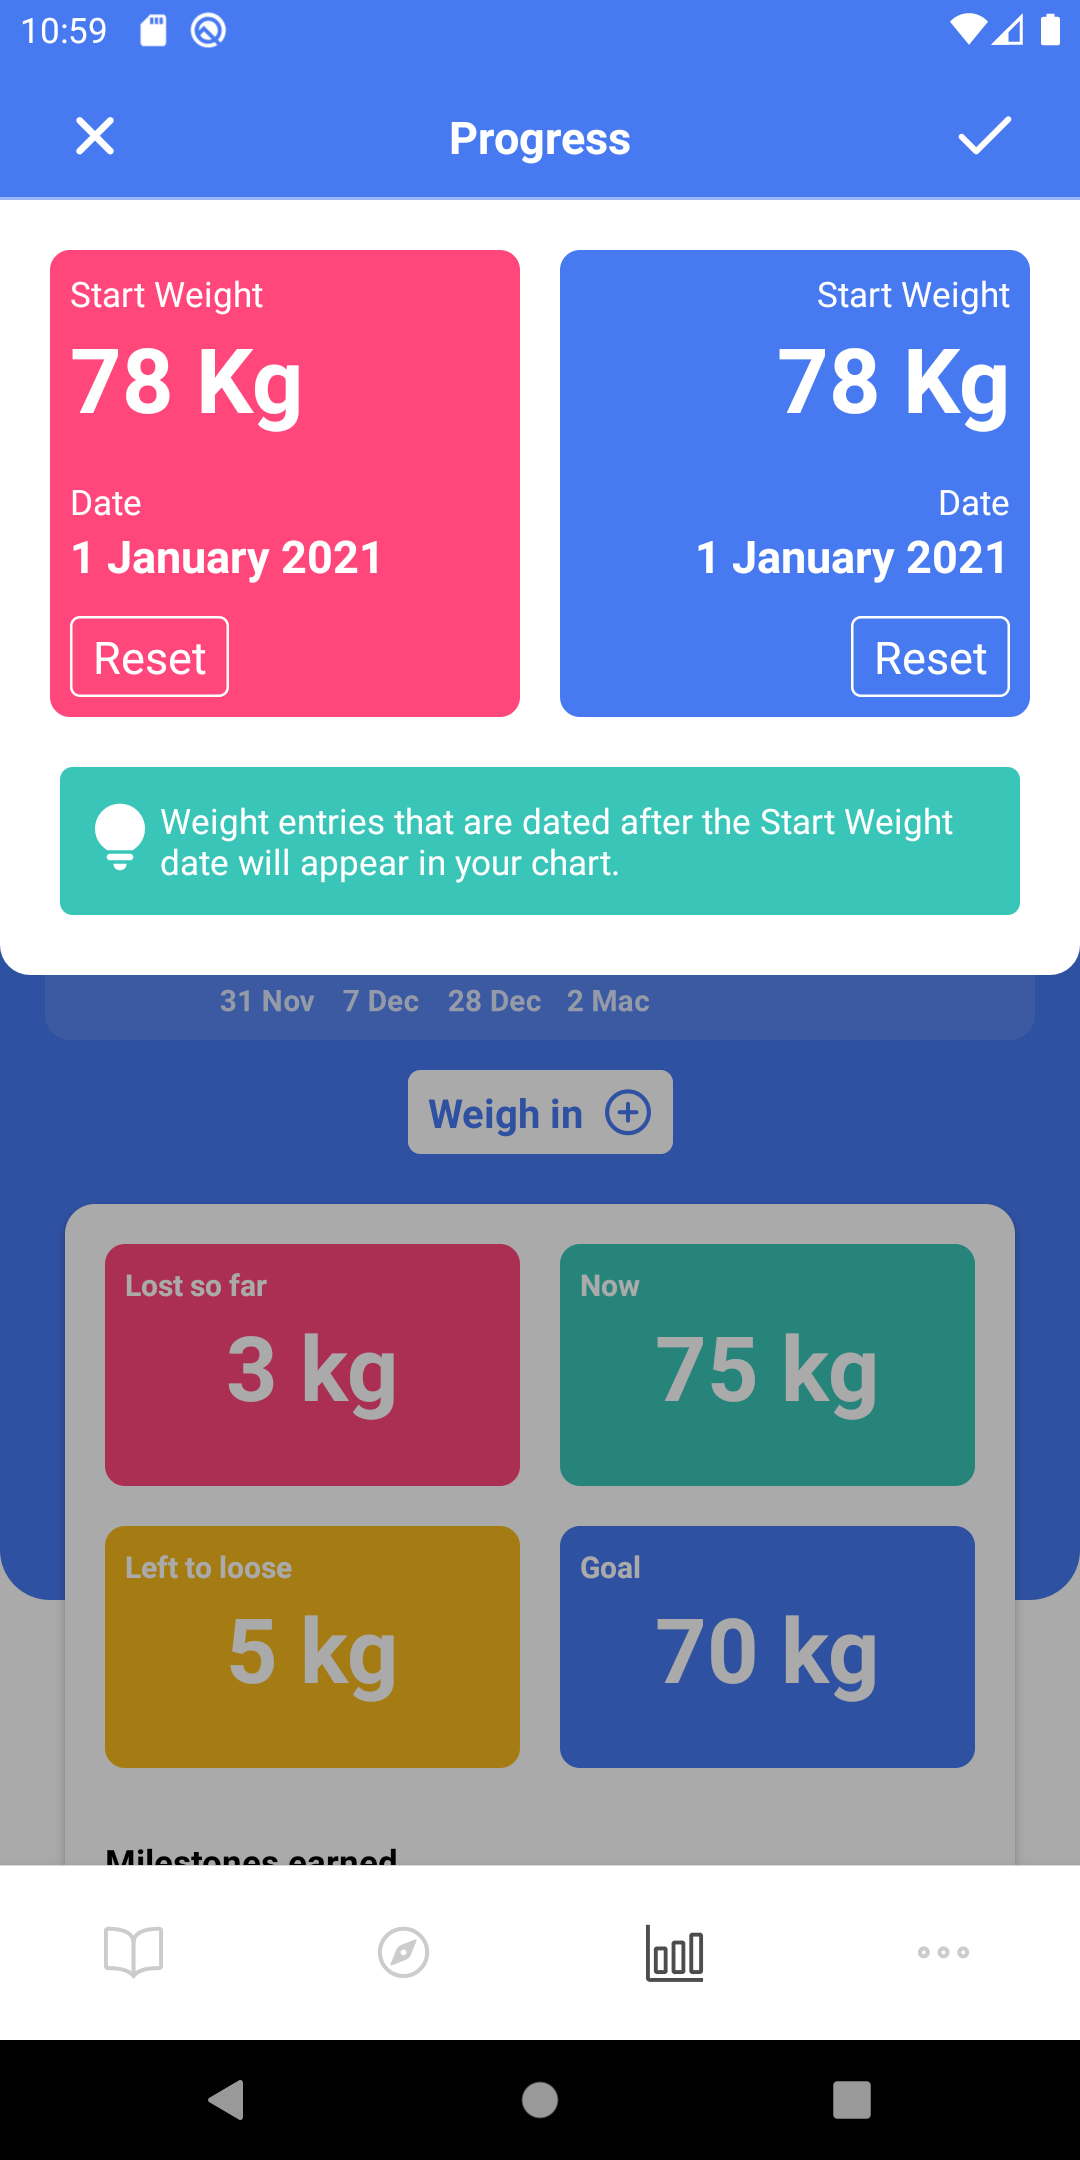 10:59
Progress
Start Weight
78 Kg
Date
1 January 2021
Reset
Start Weight
78 Kg
Date
1 January 2021
Reset
Weight entries that are dated after the Start Weight
date will appear in your chart.
31 Nov 7 Dec 28 Dec 2 Mac
Weigh in
Lost so far
3 kg
Now
75 kg
Left to loose
5 kg
Goal
70 kg
Milestones earned